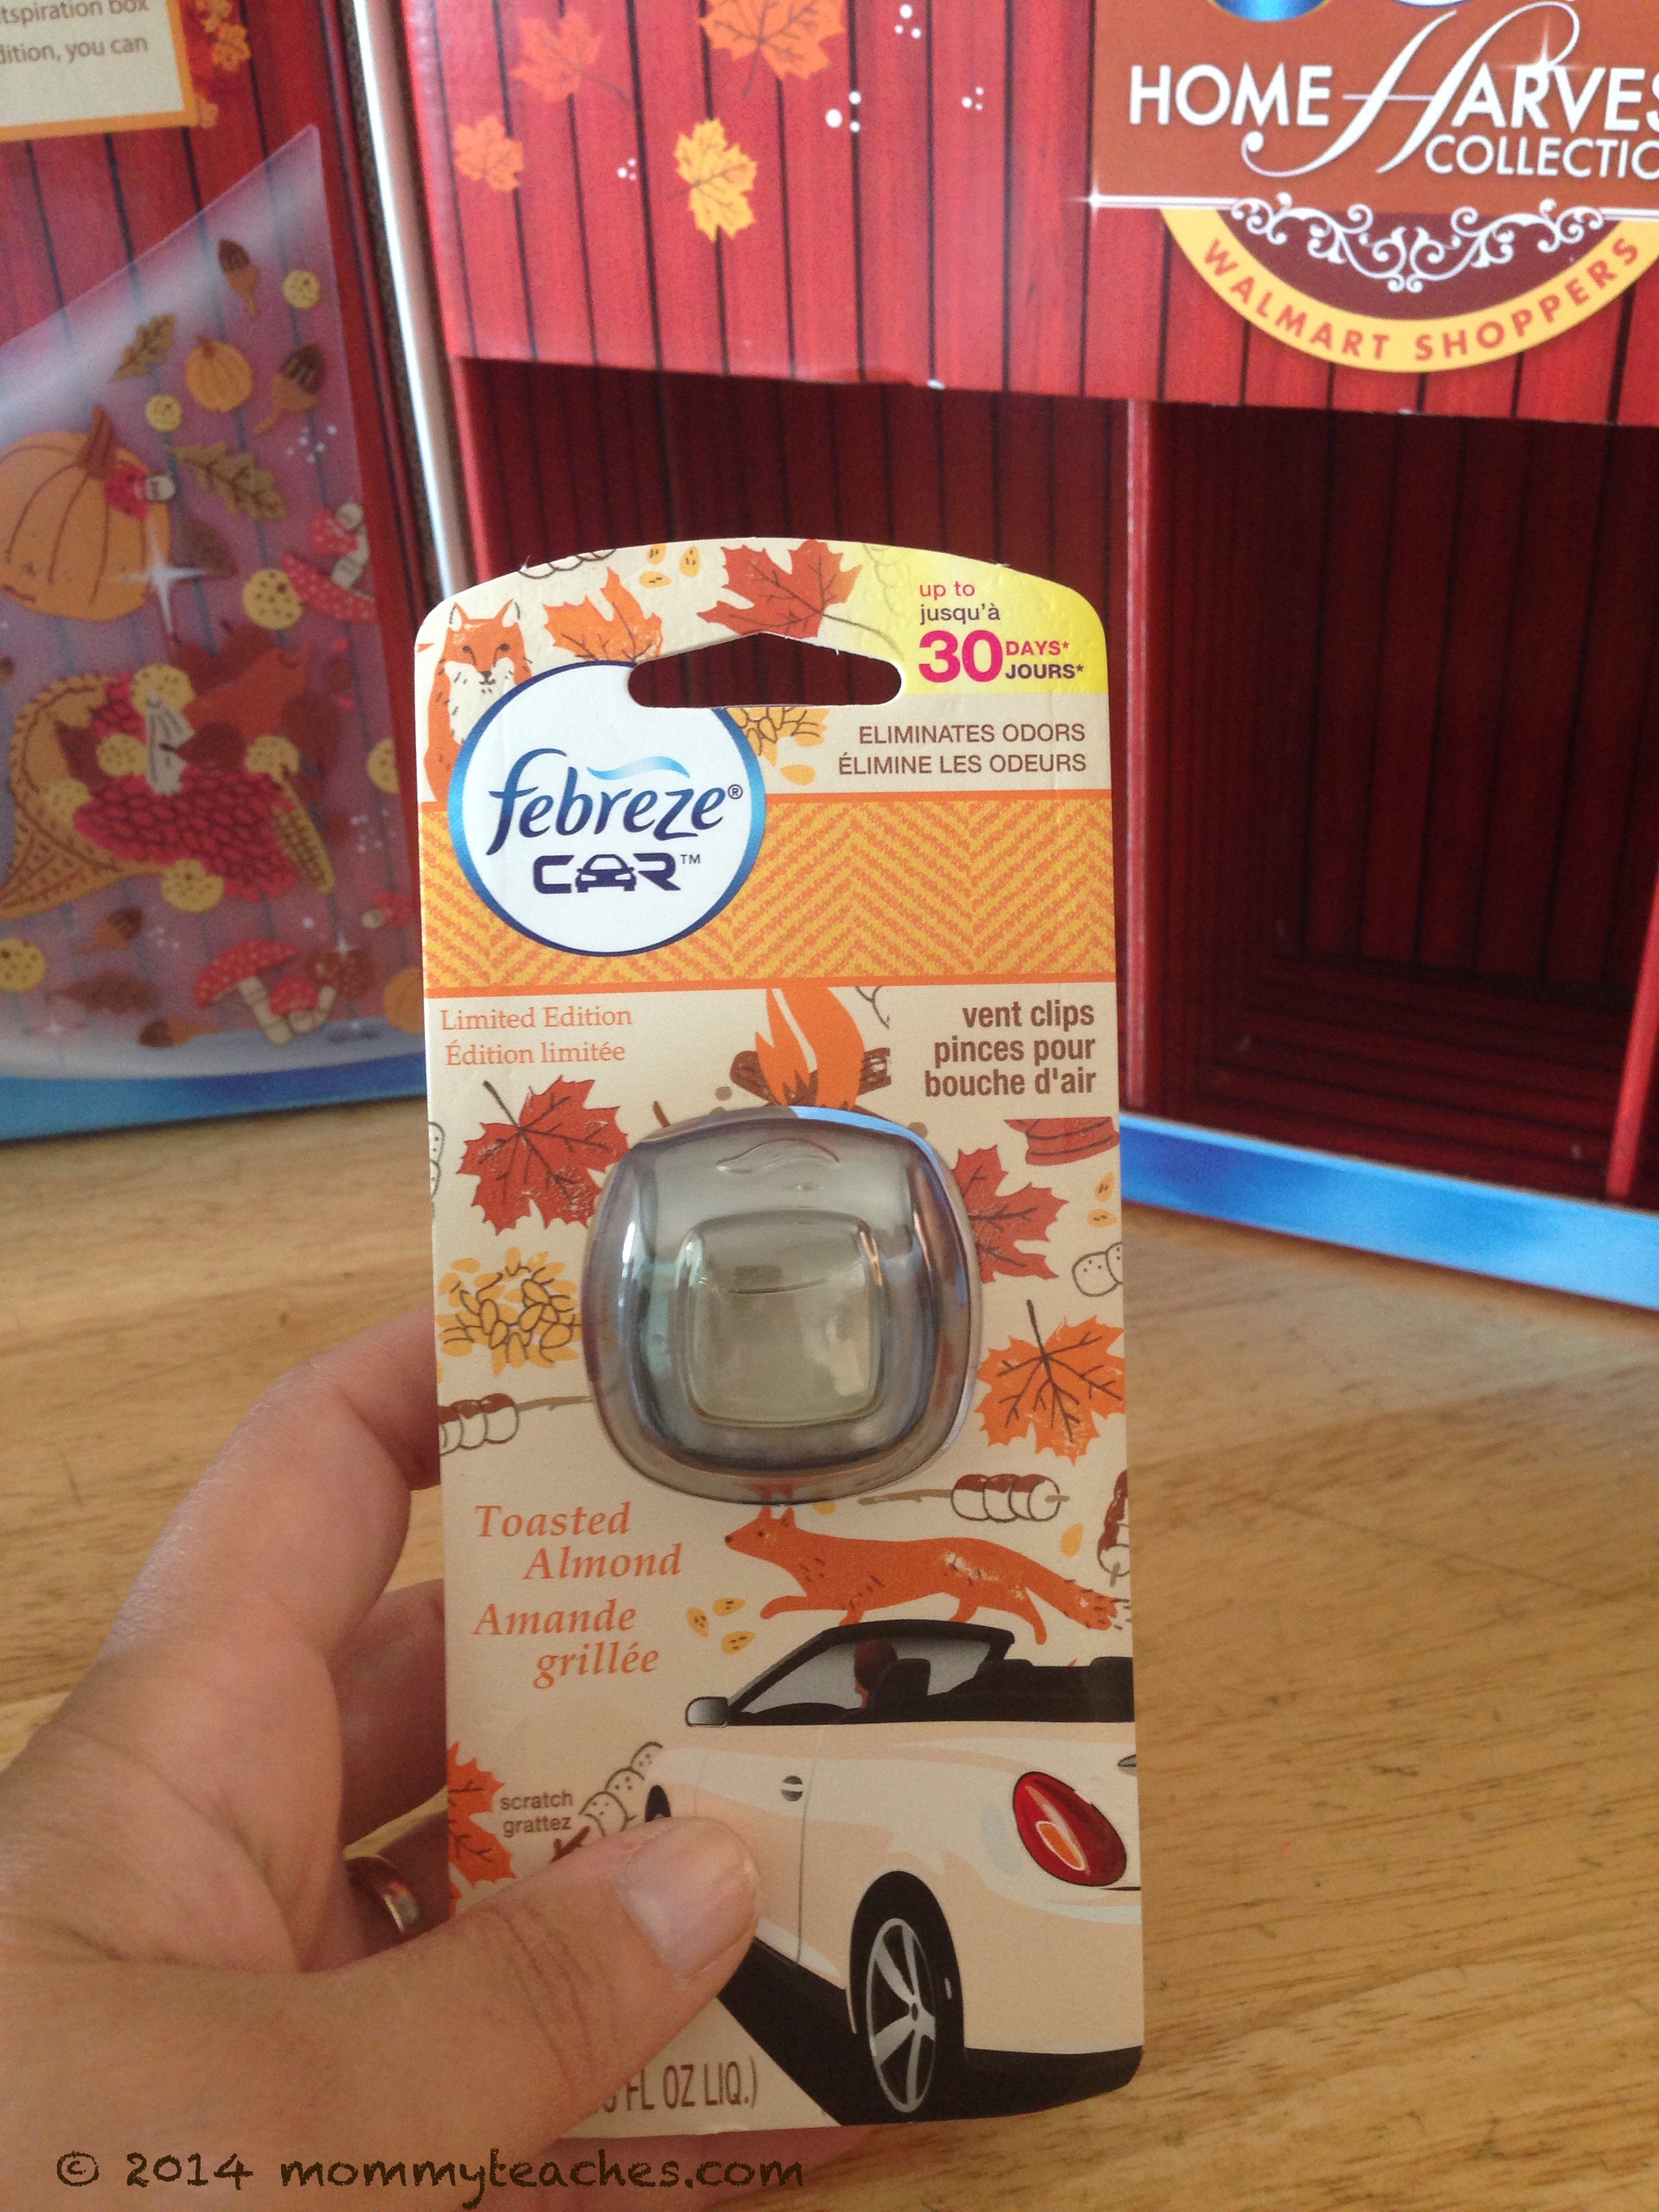 tspiration box
dition, you can
HOME HARVES
COLLECTIO
WALMART SHOPPERS
up to
jusqu'à
30 DAYS*
JOURS*
ELIMINATES ODORS
ÉLIMINE LES ODEURS
febreze®
CAR™
Limited Edition
Édition limitée
vent clips
pinces pour
bouche d'air
Toasted
Almond
Amande
grillée
scratch
grattez
FL OZ LIQ.)
© 2014 mommyteaches.com